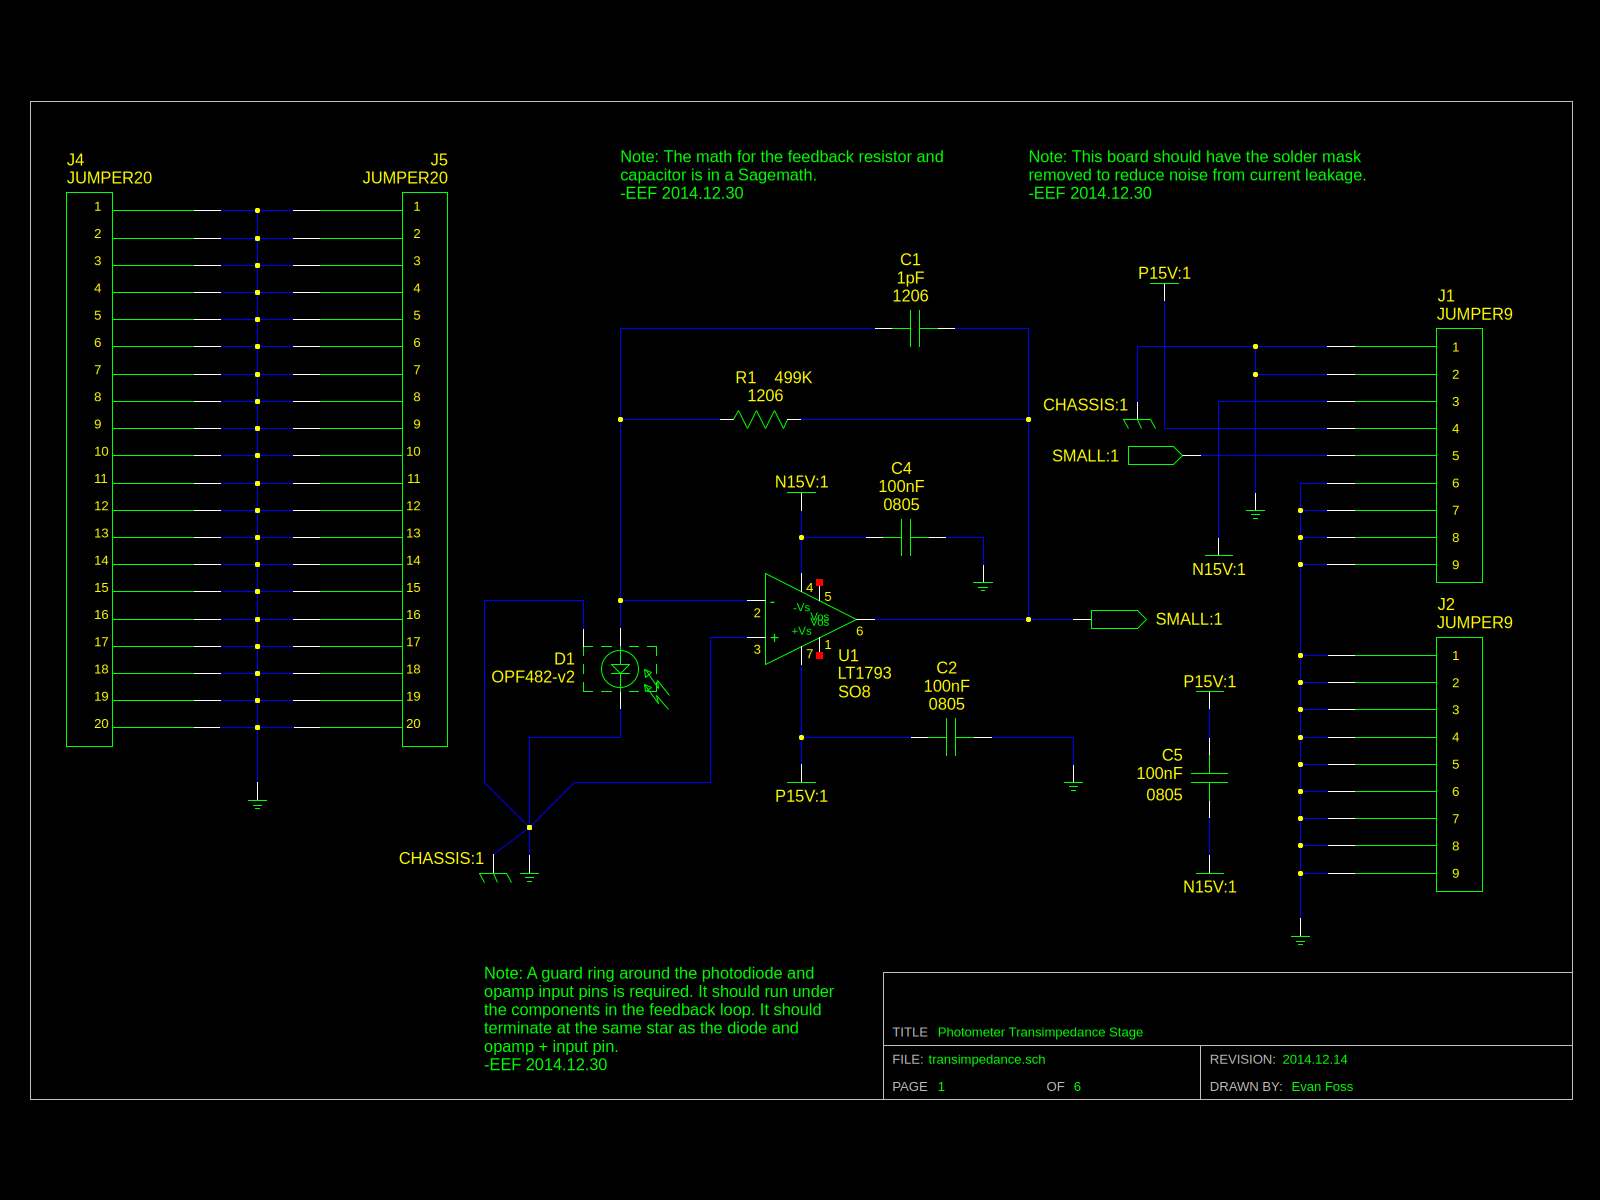 J4
JUMPER20
1
2
3
4
5
6
7
8
9
10
11
12
13
14
15
16
17
18
19
20
J5
JUMPER20
1
2
3
4
5
6
7
8
9
10
11
12
13
14
15
16
17
18
19
20
Note: The math for the feedback resistor and
capacitor is in a Sagemath.
-EEF 2014.12.30
Note: This board should have the solder mask
removed to reduce noise from current leakage.
-EEF 2014.12.30
C1
1pF
1206
R1 499K
1206
N15V:1
C4
100nF
0805
4
5
2
-
-Vs
Vos
Vos
+Vs
+
3
6
1
7
U1
LT1793
SO8
SMALL:1
D1
OPF482-v2
C2
100nF
0805
P15V:1
CHASSIS:1
P15V:1
CHASSIS:1
SMALL:1
N15V:1
J1
JUMPER9
1
2
3
4
5
6
7
8
9
J2
JUMPER9
1
2
3
4
5
6
7
8
9
P15V:1
C5
100nF
0805
N15V:1
Note: A guard ring around the photodiode and
opamp input pins is required. It should run under
the components in the feedback loop. It should
terminate at the same star as the diode and
opamp + input pin.
-EEF 2014.12.30
TITLE Photometer Transimpedance Stage
FILE: transimpedance.sch
REVISION: 2014.12.14
PAGE 1 OF 6
DRAWN BY: Evan Foss